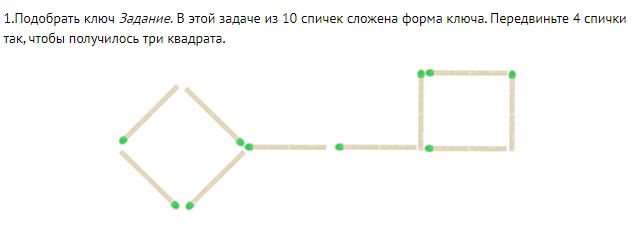 1.Подобрать ключ Задание. В этой задаче из 10 спичек сложена форма ключа. Передвиньте 4 спички
так, чтобы получилось три квадрата.